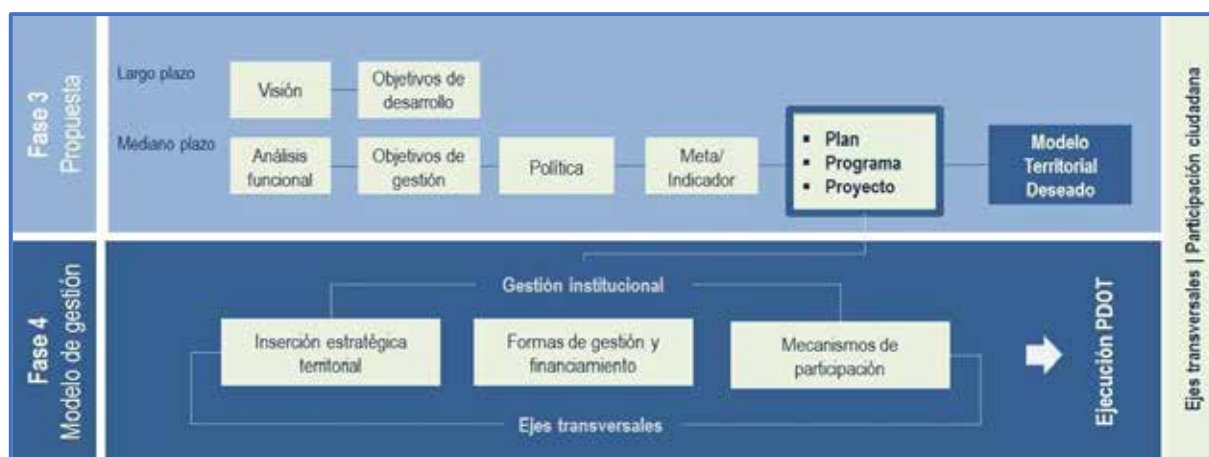 Fase 3
Propuesta
Largo plazo
Visión
Objetivos de
desarrollo
Mediano plazo
Análisis
funcional
Objetivos de
gestión
Política
Meta/
Indicador
▪ Plan
▪ Programa
▪ Proyecto
Modelo
Territorial
Deseado
Fase 4
Modelo de gestión
Gestión institucional
Inserción estratégica
territorial
Formas de gestión y
financiamiento
Mecanismos de
participación
Ejes transversales
Ejecución PDOT
Ejes transversales | Participación ciudadana